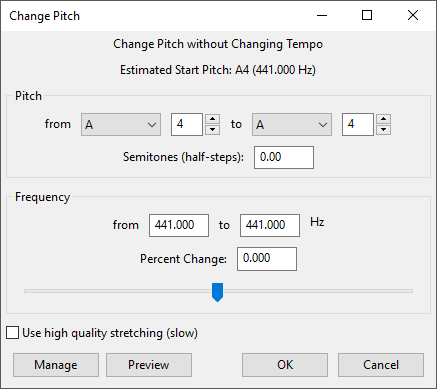 Change Pitch
Change Pitch without Changing Tempo
Estimated Start Pitch: A4 (441.000 Hz)
Pitch
from A 4 to A 4
Semitones (half-steps): 0.00
Frequency
from 441.000 to 441.000 Hz
Percent Change: 0.000
Use high quality stretching (slow)
Manage Preview OK Cancel